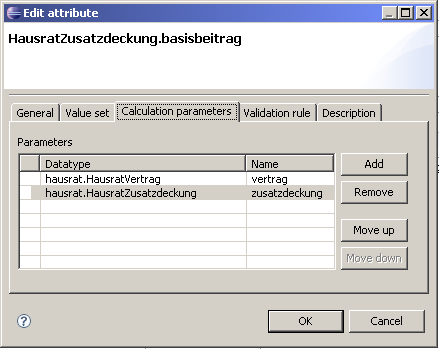 Edit attribute
HausratZusatzdeckung.basisbeitrag
General Value set Calculation parameters Validation rule Description
Parameters
Datatype Name
hausrat.HausratVertrag vertrag
hausrat.HausratZusatzdeckung zusatzdeckung
Add
Remove
Move up
Move down
? OK Cancel